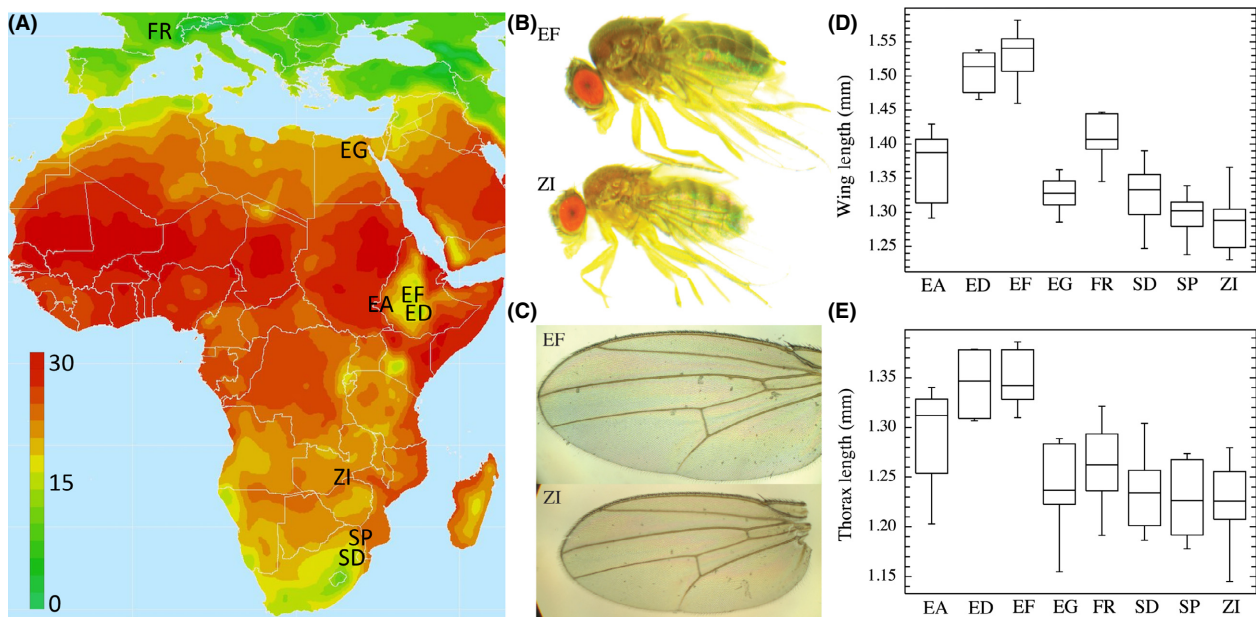 (A)
FR
EG
EA
EF
ED
ZI
SP
SD
30
15
0
(B)
EF
ZI
(C)
EF
ZI
(D)
Wing length (mm)
1.55
1.50
1.45
1.40
1.35
1.30
1.25
EA ED EF EG FR SD SP ZI
(E)
Thorax length (mm)
1.35
1.30
1.25
1.20
1.15
EA ED EF EG FR SD SP ZI